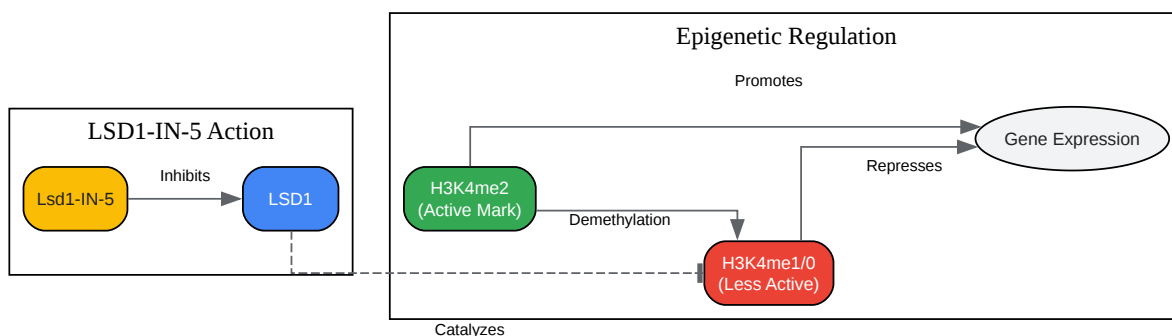 Epigenetic Regulation
Promotes
LSD1-IN-5 Action
Gene Expression
Inhibits
Represses
Lsd1-IN-5
LSD1
H3K4me2
(Active Mark)
Demethylation
H3K4me1/0
(Less Active)
Catalyzes